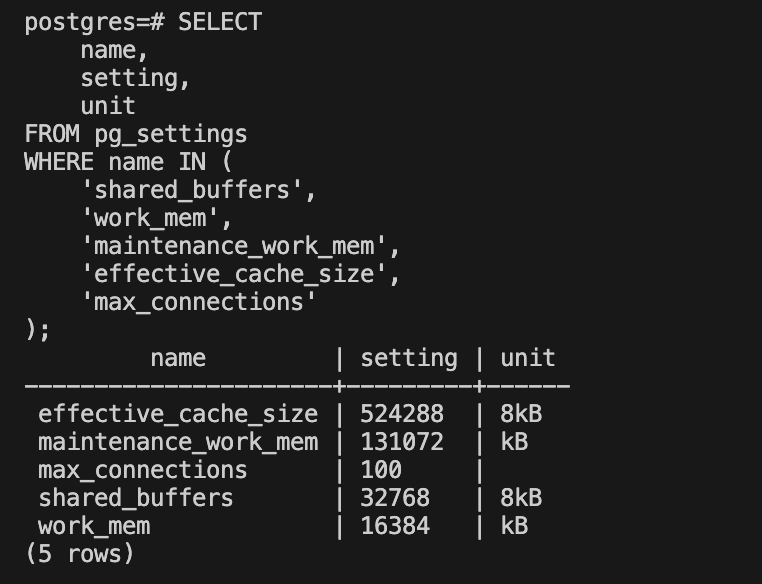 postgres=# SELECT
    name,
    setting,
    unit
FROM pg_settings
WHERE name IN (
    'shared_buffers',
    'work_mem',
    'maintenance_work_mem',
    'effective_cache_size',
    'max_connections'
);
         name         | setting | unit
----------------------+---------+------
 effective_cache_size | 524288  | 8kB
 maintenance_work_mem | 131072  | kB
 max_connections      | 100     |
 shared_buffers       | 32768   | 8kB
 work_mem             | 16384   | kB
(5 rows)